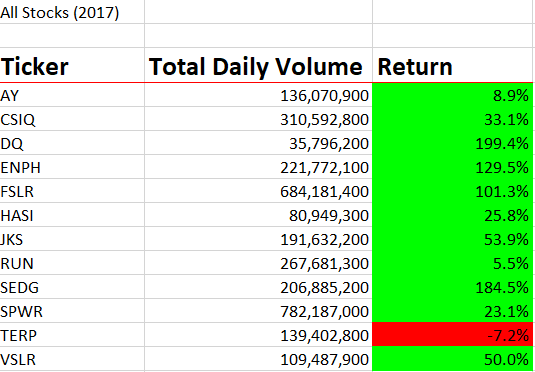 All Stocks (2017)
Ticker Total Daily Volume Return
AY 136,070,900 8.9%
CSIQ 310,592,800 33.1%
DQ 35,796,200 199.4%
ENPH 221,772,100 129.5%
FSLR 684,181,400 101.3%
HASI 80,949,300 25.8%
JKS 191,632,200 53.9%
RUN 267,681,300 5.5%
SEDG 206,885,200 184.5%
SPWR 782,187,000 23.1%
TERP 139,402,800 -7.2%
VSLR 109,487,900 50.0%